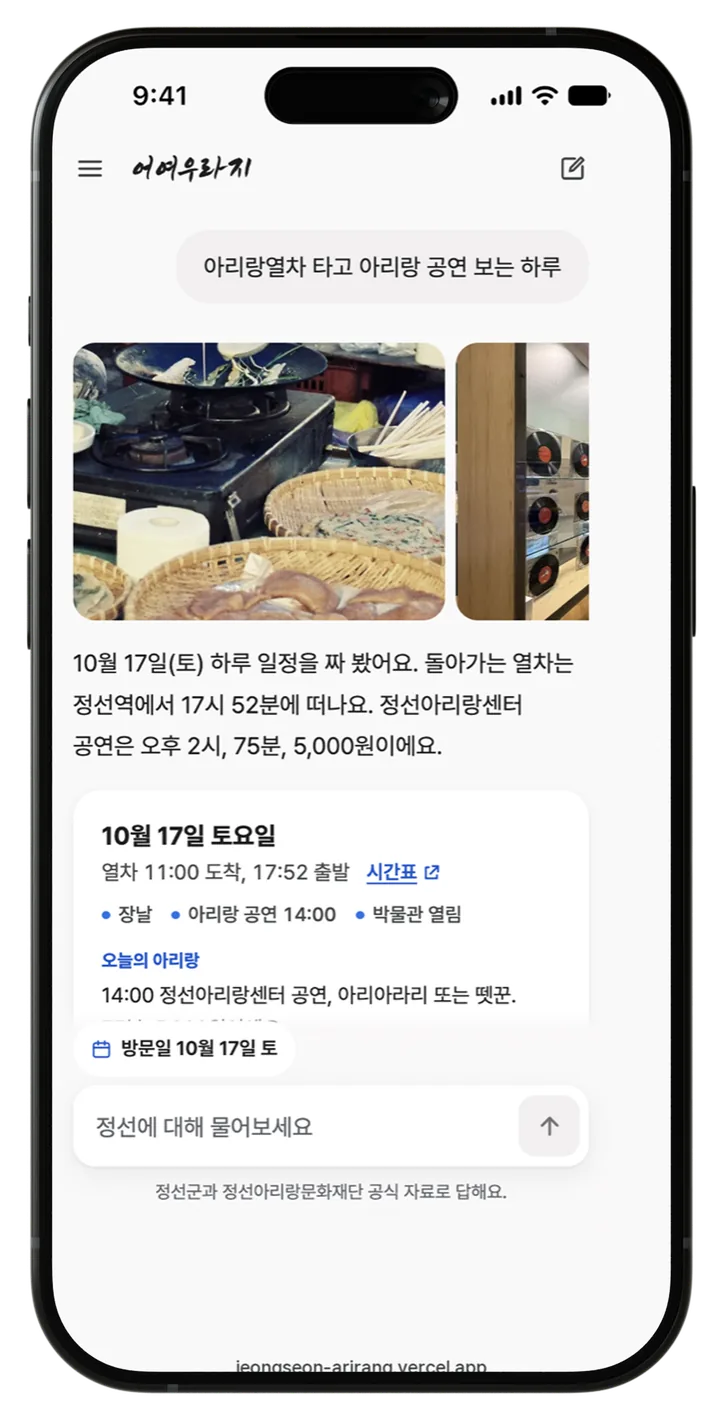 9:41
어여우라지
아리랑열차 타고 아리랑 공연 보는 하루
10월 17일(토) 하루 일정을 짜 봤어요. 돌아가는 열차는
정선역에서 17시 52분에 떠나요. 정선아리랑센터
공연은 오후 2시, 75분, 5,000원이에요.
10월 17일 토요일
열차 11:00 도착, 17:52 출발 시간표
장날 아리랑 공연 14:00 박물관 열림
오늘의 아리랑
14:00 정선아리랑센터 공연, 아리아라리 또는 뗏꾼.
방문일 10월 17일 토
정선에 대해 물어보세요
정선군과 정선아리랑문화재단 공식 자료로 답해요.
jeongseon-arirang.vercel.app